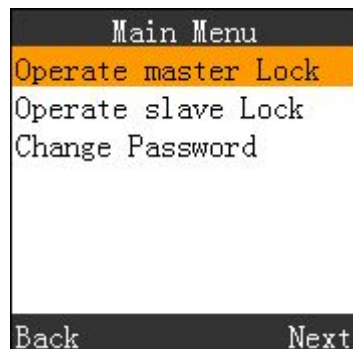 Main Menu
Operate master Lock
Operate slave Lock
Change Password
Back Next